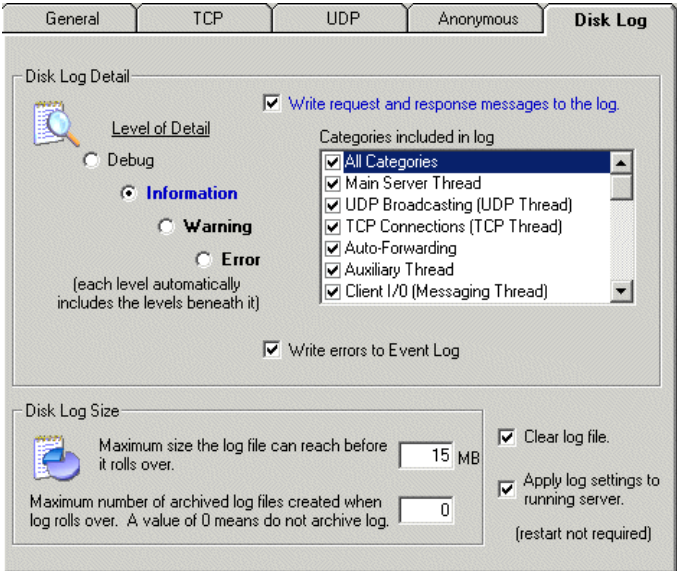 General TCP UDP Anonymous Disk Log
Disk Log Detail
Write request and response messages to the log.
Level of Detail
Debug
Information
Warning
Error
(each level automatically
includes the levels beneath it)
Categories included in log
All Categories
Main Server Thread
UDP Broadcasting (UDP Thread)
TCP Connections (TCP Thread)
Auto-Forwarding
Auxiliary Thread
Client I/0 (Messaging Thread)
Write errors to Event Log
Disk Log Size
Maximum size the log file can reach before
it rolls over.
15 MB
Maximum number of archived log files created when
log rolls over. A value of 0 means do not archive log.
0
Clear log file.
Apply log settings to
running server.
(restart not required)